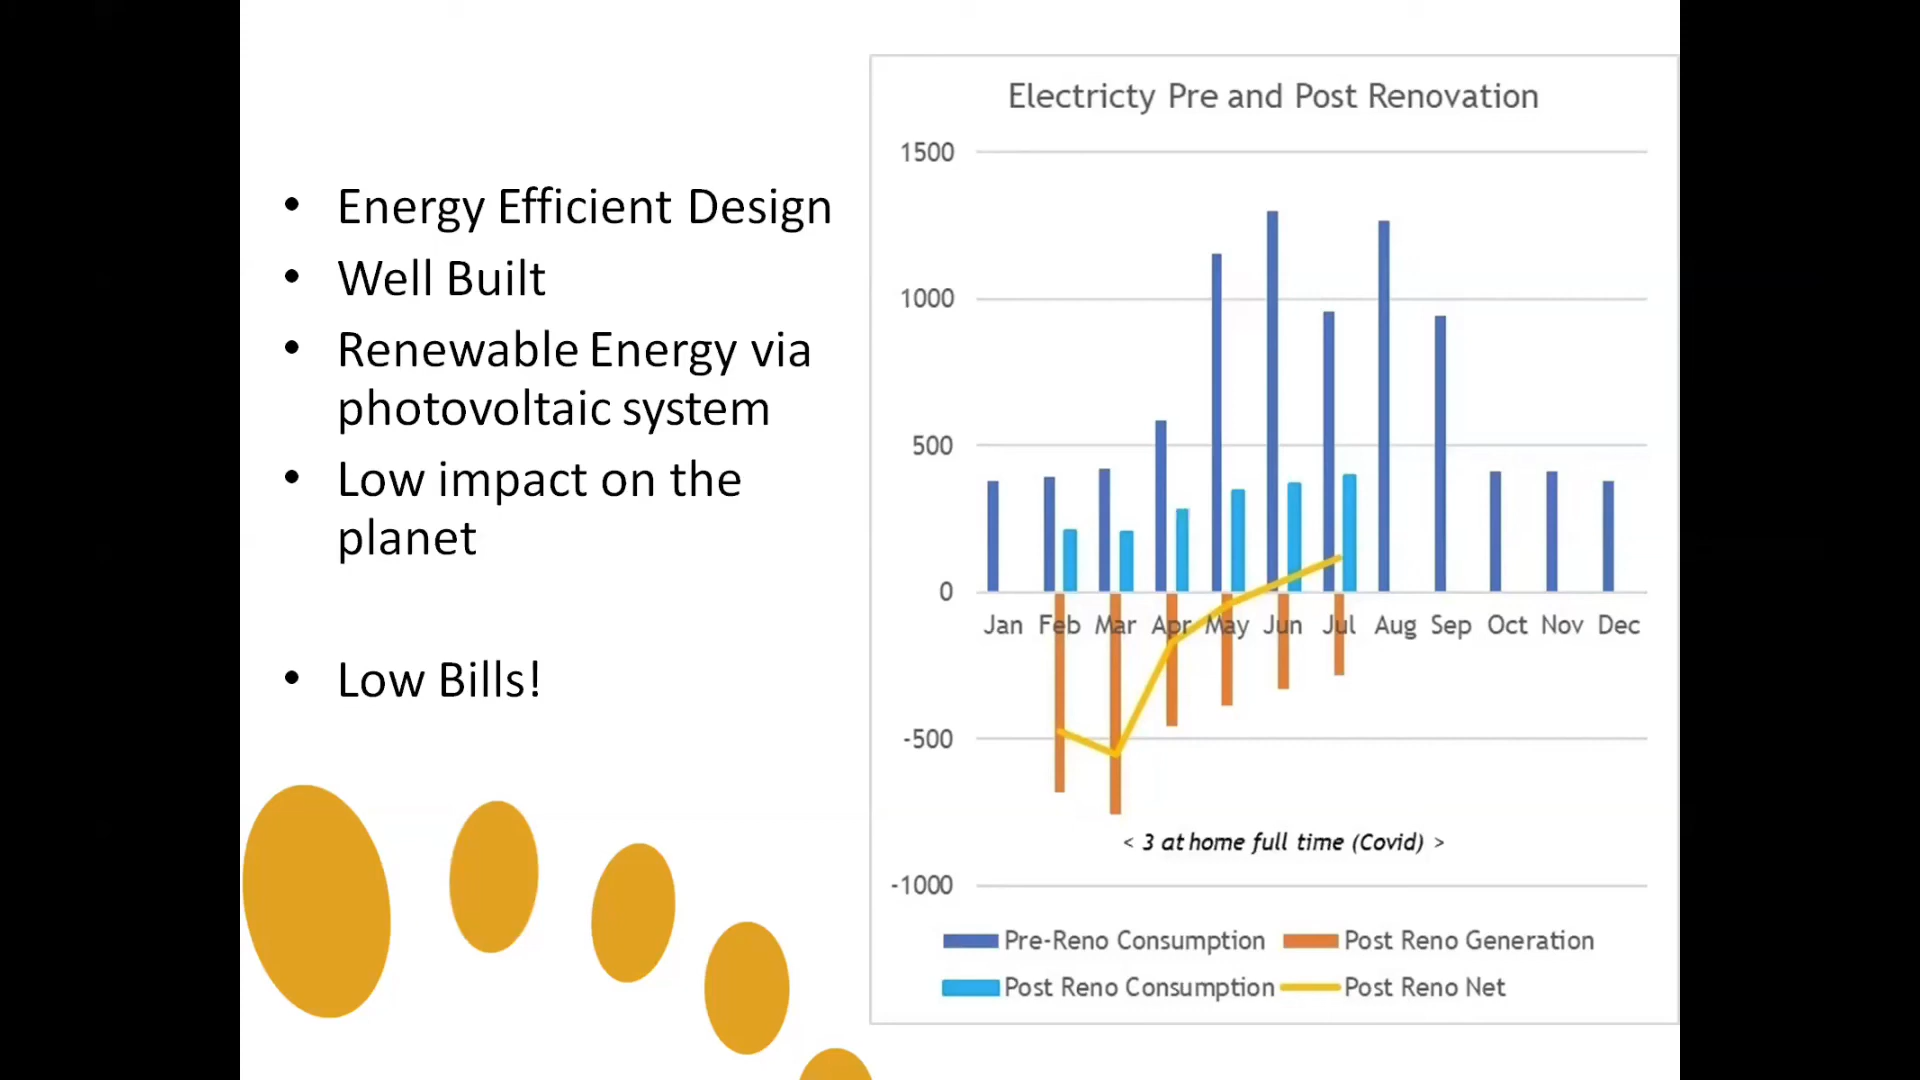 • Energy Efficient Design
• Well Built
• Renewable Energy via
photovoltaic system
• Low impact on the
planet
• Low Bills!
Electricty Pre and Post Renovation
1500
1000
500
0
Jan Feb Mar Apr May Jun Jul Aug Sep Oct Nov Dec
-500
< 3 at home full time (Covid) >
-1000
Pre-Reno Consumption Post Reno Generation
Post Reno Consumption Post Reno Net